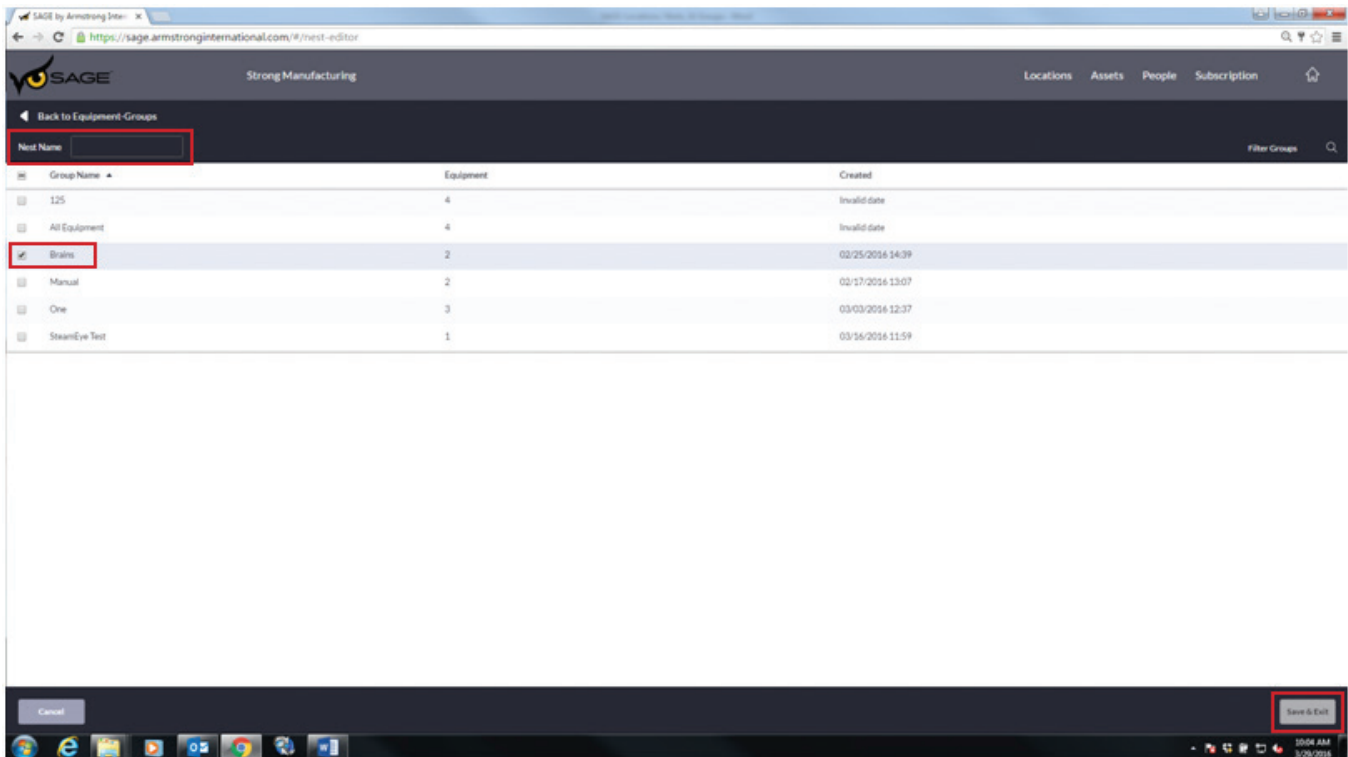 SAGE by Armstrong Inter
https://sage.armstronginternational.com/#/nest-editor
SAGE Strong Manufacturing Locations Assets People Subscription
Back to Equipment-Groups
Nest Name Filter Groups
Group Name Equipment Created
125 4 Invalid date
All Equipment 4 Invalid date
Brains 2 02/25/2016 14:39
Manual 2 02/17/2016 13:07
One 3 03/03/2016 12:37
SteamEye Test 1 03/16/2016 11:59
Cancel Save & Exit
10:04 AM
3/29/2016